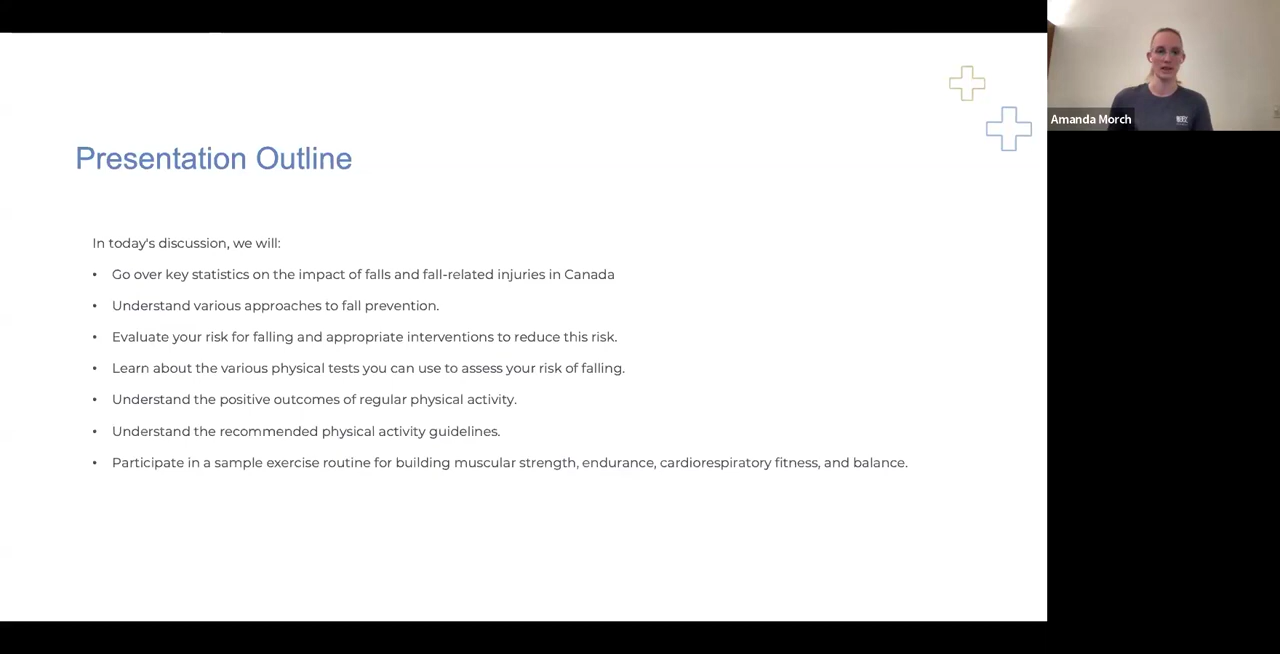 Presentation Outline
In today's discussion, we will:
• Go over key statistics on the impact of falls and fall-related injuries in Canada
• Understand various approaches to fall prevention.
• Evaluate your risk for falling and appropriate interventions to reduce this risk.
• Learn about the various physical tests you can use to assess your risk of falling.
• Understand the positive outcomes of regular physical activity.
• Understand the recommended physical activity guidelines.
• Participate in a sample exercise routine for building muscular strength, endurance, cardiorespiratory fitness, and balance.
Amanda Morch